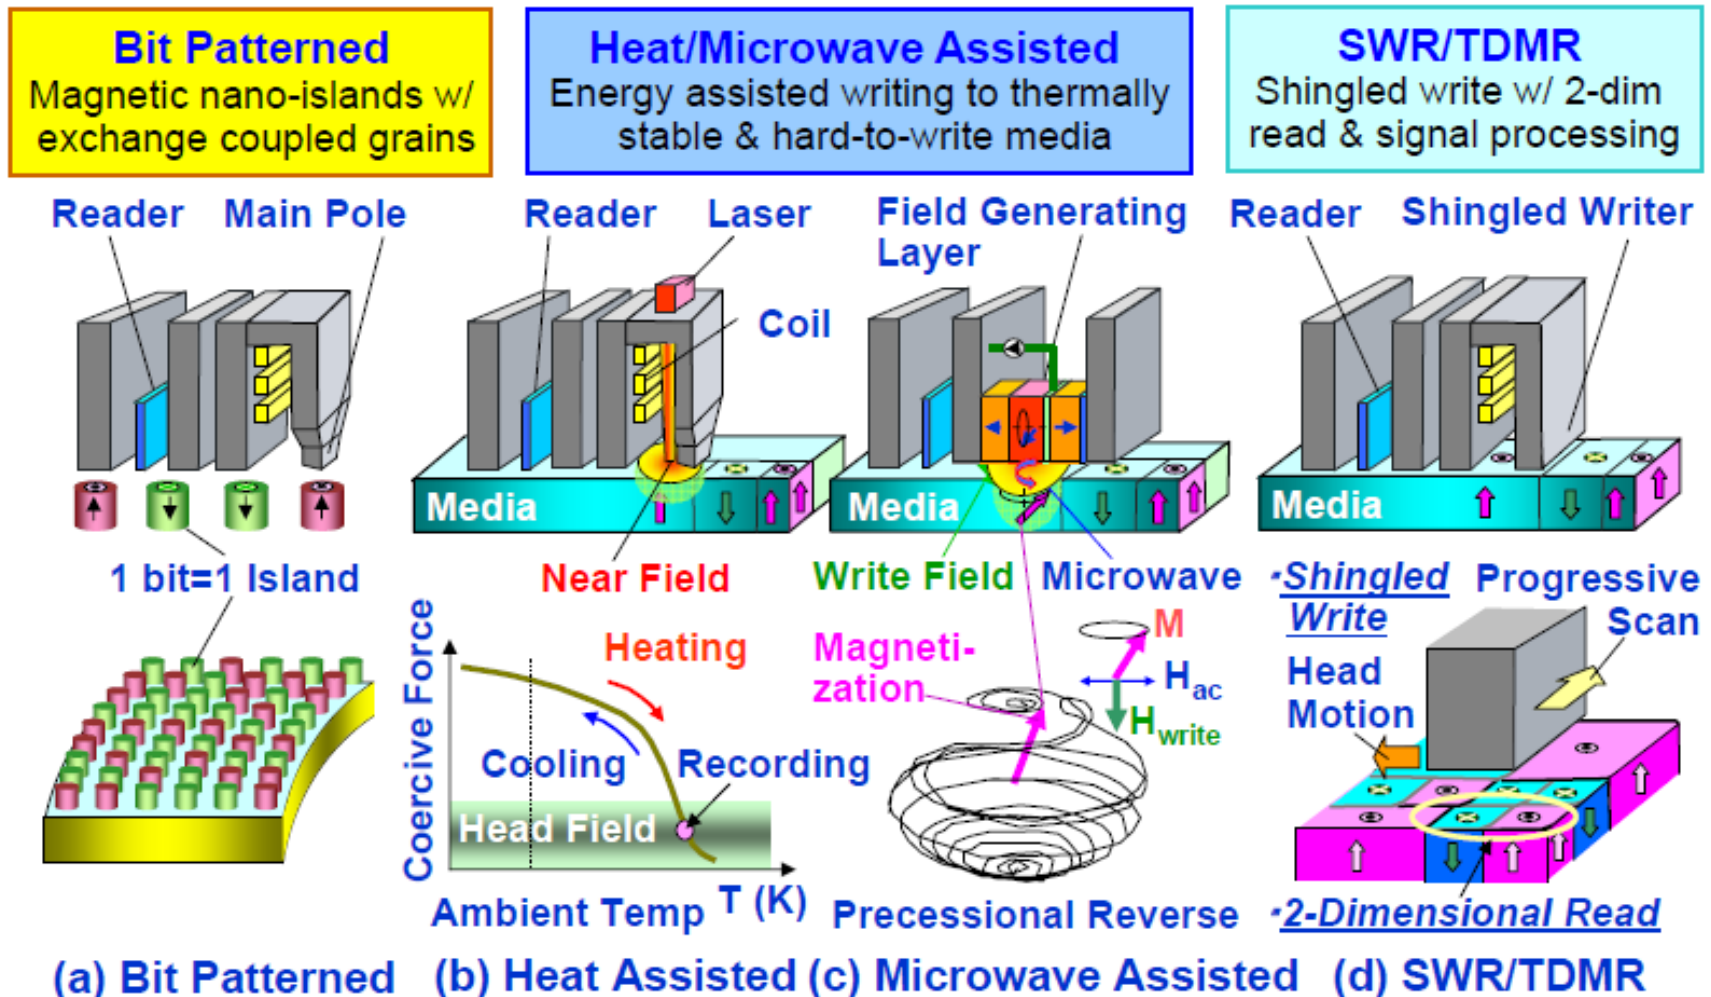 Bit Patterned
Magnetic nano-islands w/
exchange coupled grains
Heat/Microwave Assisted
Energy assisted writing to thermally
stable & hard-to-write media
SWR/TDMR
Shingled write w/ 2-dim
read & signal processing
Reader
Main Pole
1 bit=1 Island
(a) Bit Patterned
Reader
Laser
Coil
Media
Near Field
Coercive Force
Heating
Cooling
Recording
Head Field
Ambient Temp
T (K)
(b) Heat Assisted
Field Generating
Layer
Media
Write Field
Microwave
Magneti-
zation
M
Hac
Hwrite
Precessional Reverse
(c) Microwave Assisted
Reader
Shingled Writer
Media
·Shingled
Write
Progressive
Scan
Head
Motion
·2-Dimensional Read
(d) SWR/TDMR